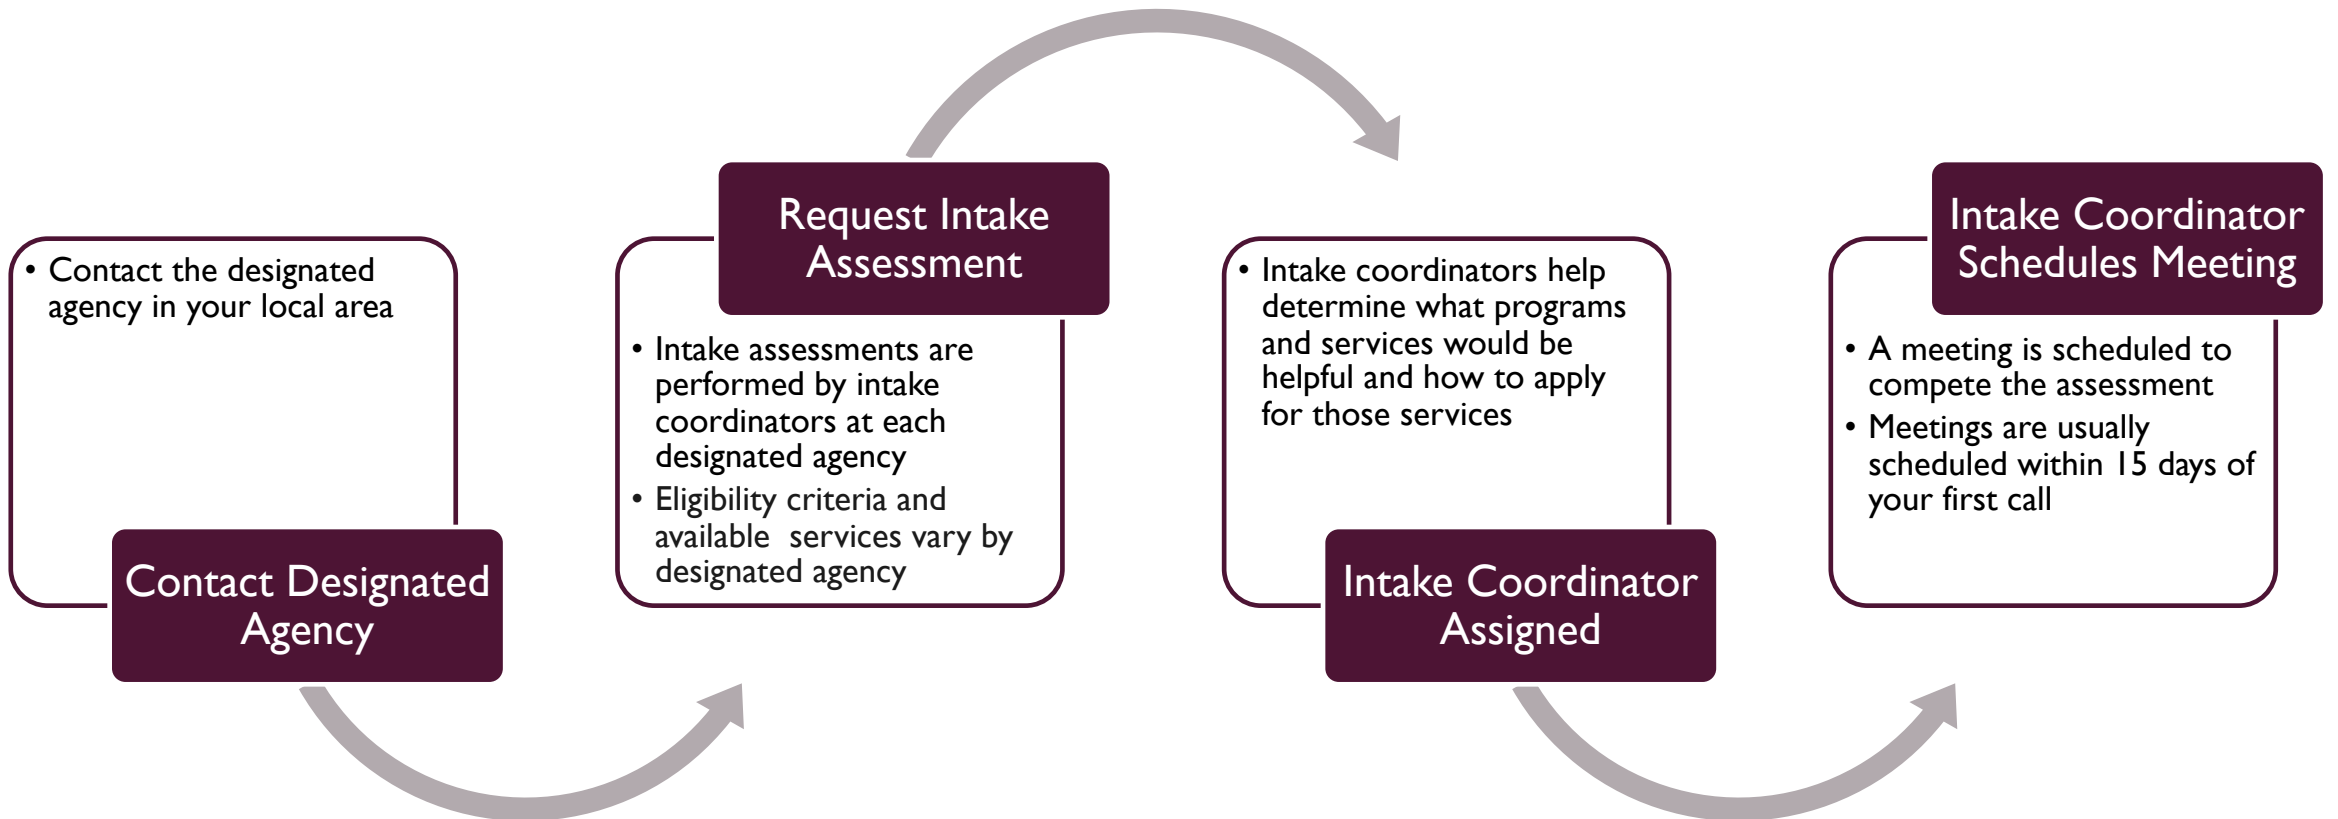 • Contact the designated
agency in your local area
Contact Designated
Agency
Request Intake
Assessment
• Intake assessments are
performed by intake
coordinators at each
designated agency
• Eligibility criteria and
available  services vary by
designated agency
• Intake coordinators help
determine what programs
and services would be
helpful and how to apply
for those services
Intake Coordinator
Assigned
Intake Coordinator
Schedules Meeting
• A meeting is scheduled to
compete the assessment
• Meetings are usually
scheduled within 15 days of
your first call